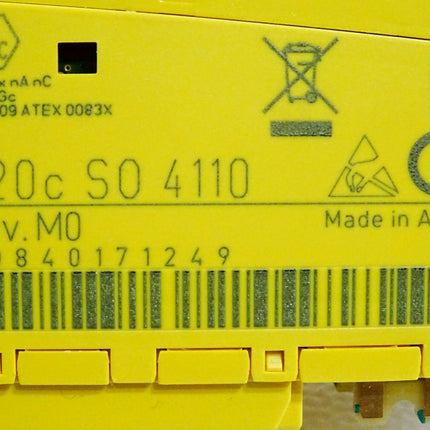 x nA nC
Gc
09 ATEX 0083X
20c SO 4110
v. M0
Made in A
0840171249